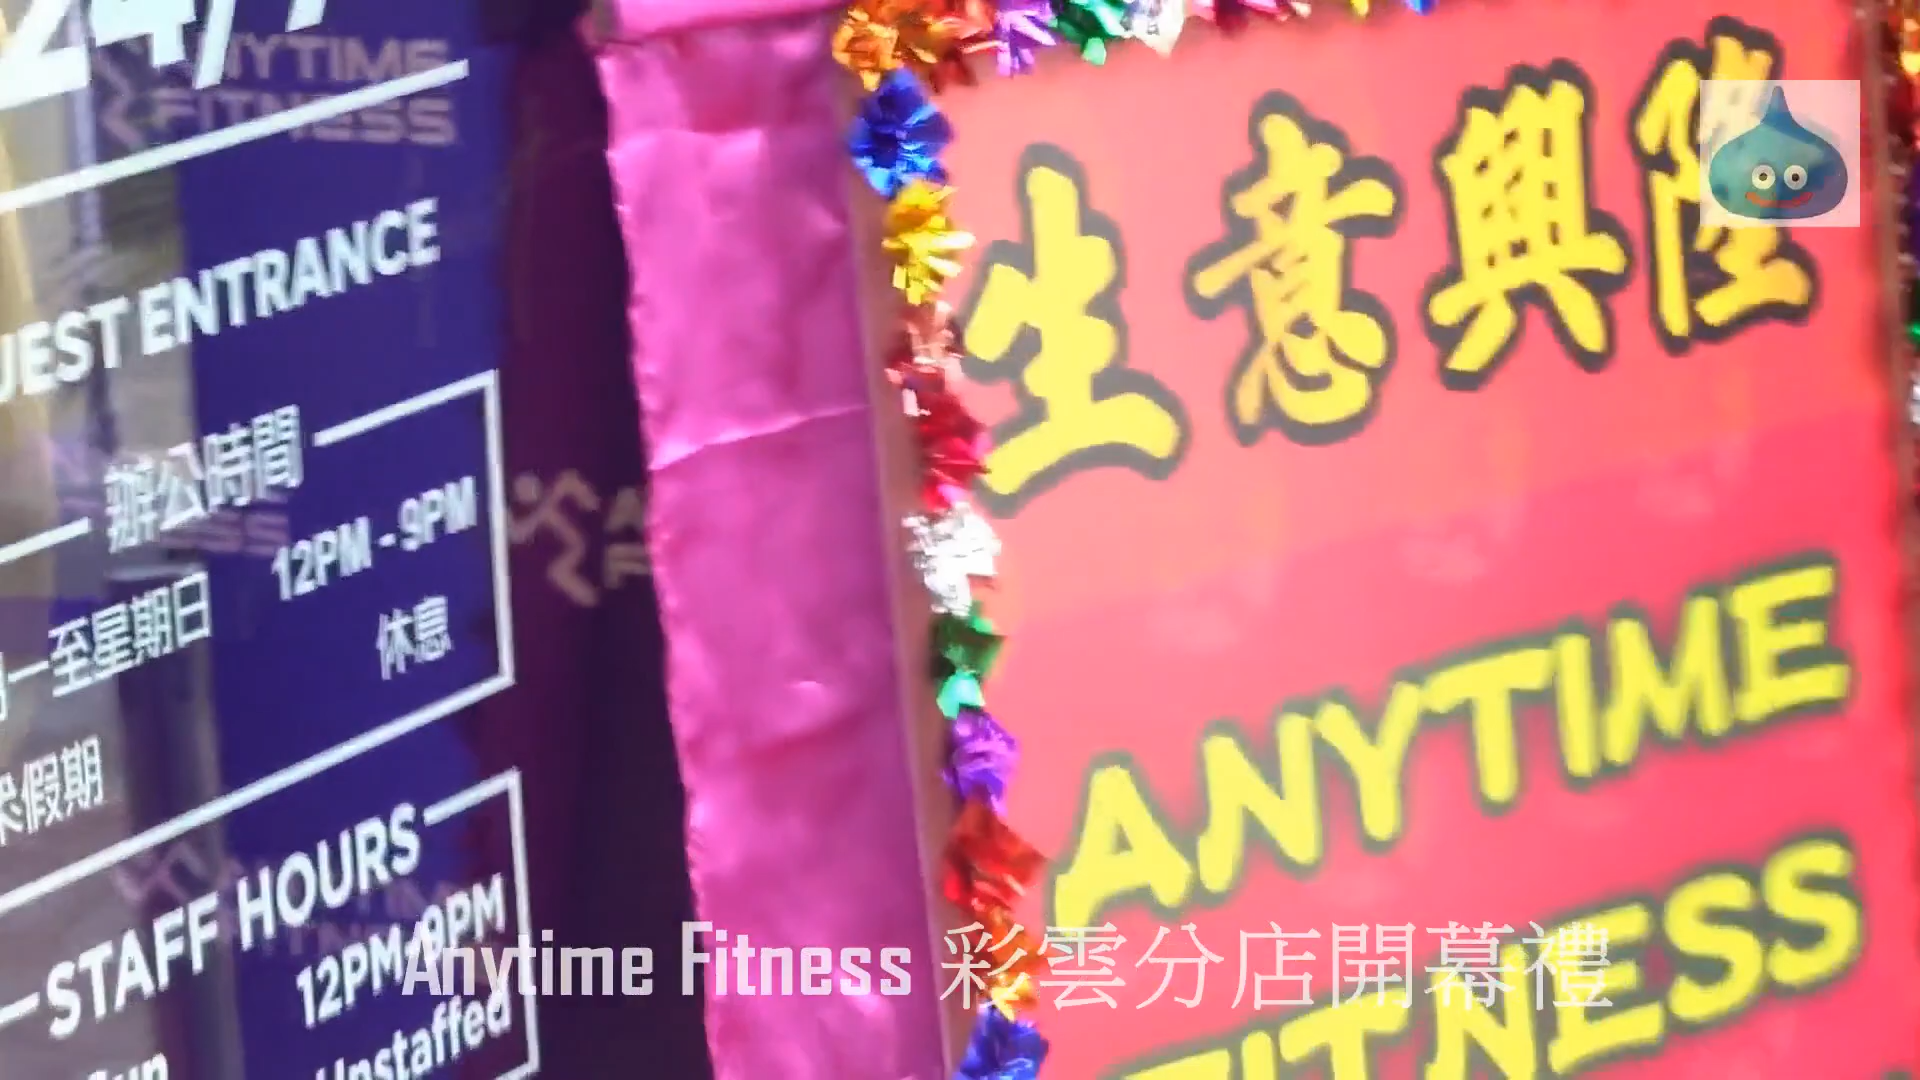 24/7
ANYTIME
FITNESS
GUEST ENTRANCE
辦公時間
一至星期日 12PM - 9PM
假期 休息
STAFF HOURS
12PM-9PM
Unstaffed
生意興隆
ANYTIME
FITNESS
Anytime Fitness 彩雲分店開幕禮